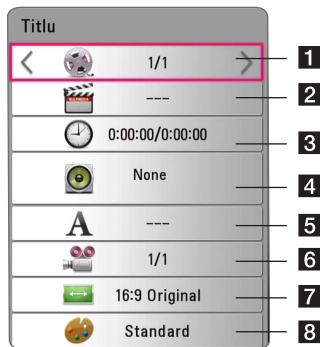 Titlu
1/1 1
--- 2
0:00:00/0:00:00 3
None 4
A --- 5
1/1 6
16:9 Original 7
Standard 8